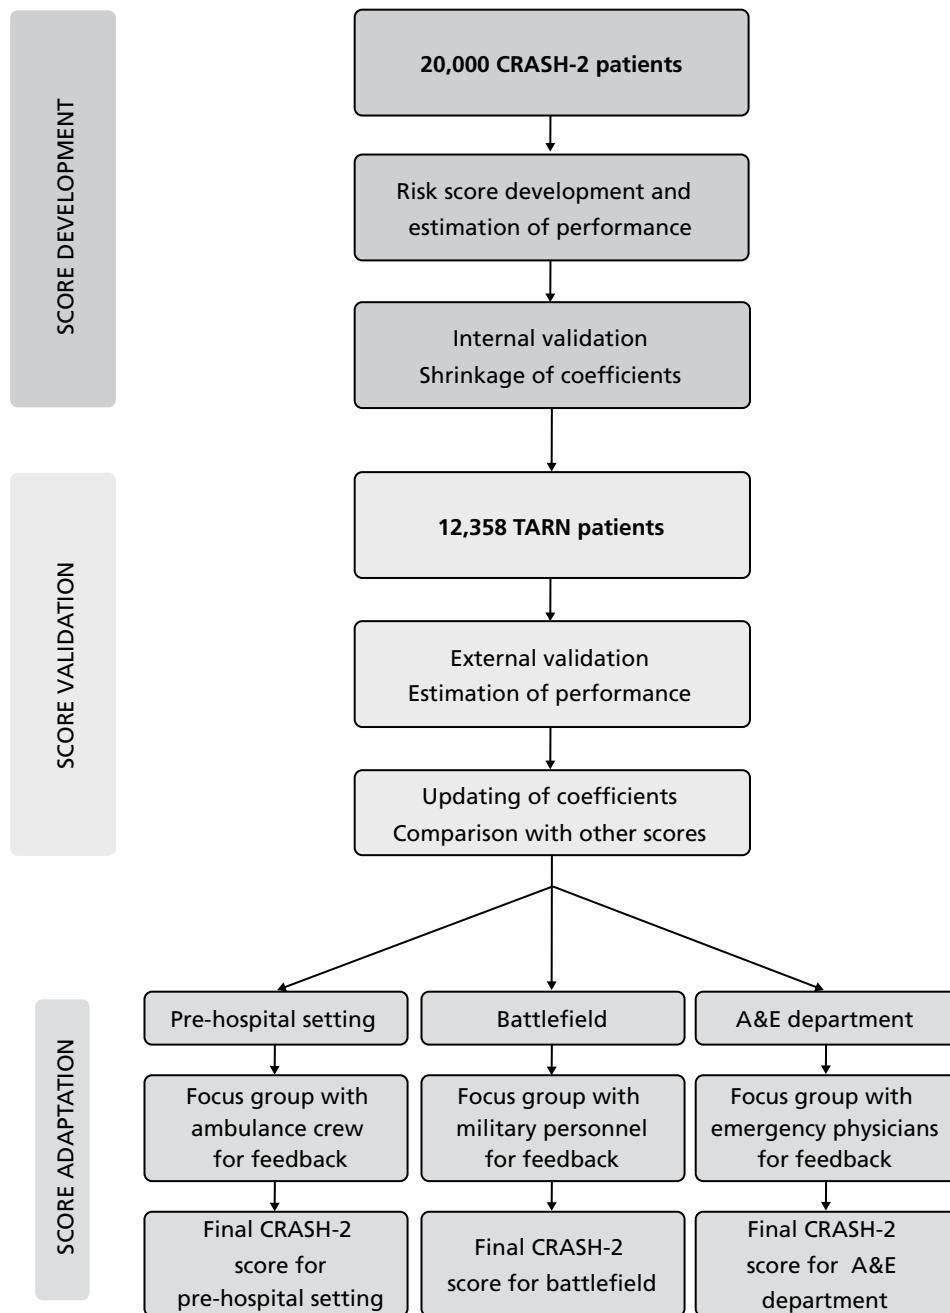 SCORE DEVELOPMENT
20,000 CRASH-2 patients
Risk score development and
estimation of performance
Internal validation
Shrinkage of coefficients
SCORE VALIDATION
12,358 TARN patients
External validation
Estimation of performance
Updating of coefficients
Comparison with other scores
SCORE ADAPTATION
Pre-hospital setting
Battlefield
A&E department
Focus group with
ambulance crew
for feedback
Focus group with
military personnel
for feedback
Focus group with
emergency physicians
for feedback
Final CRASH-2
score for
pre-hospital setting
Final CRASH-2
score for battlefield
Final CRASH-2
score for A&E
department